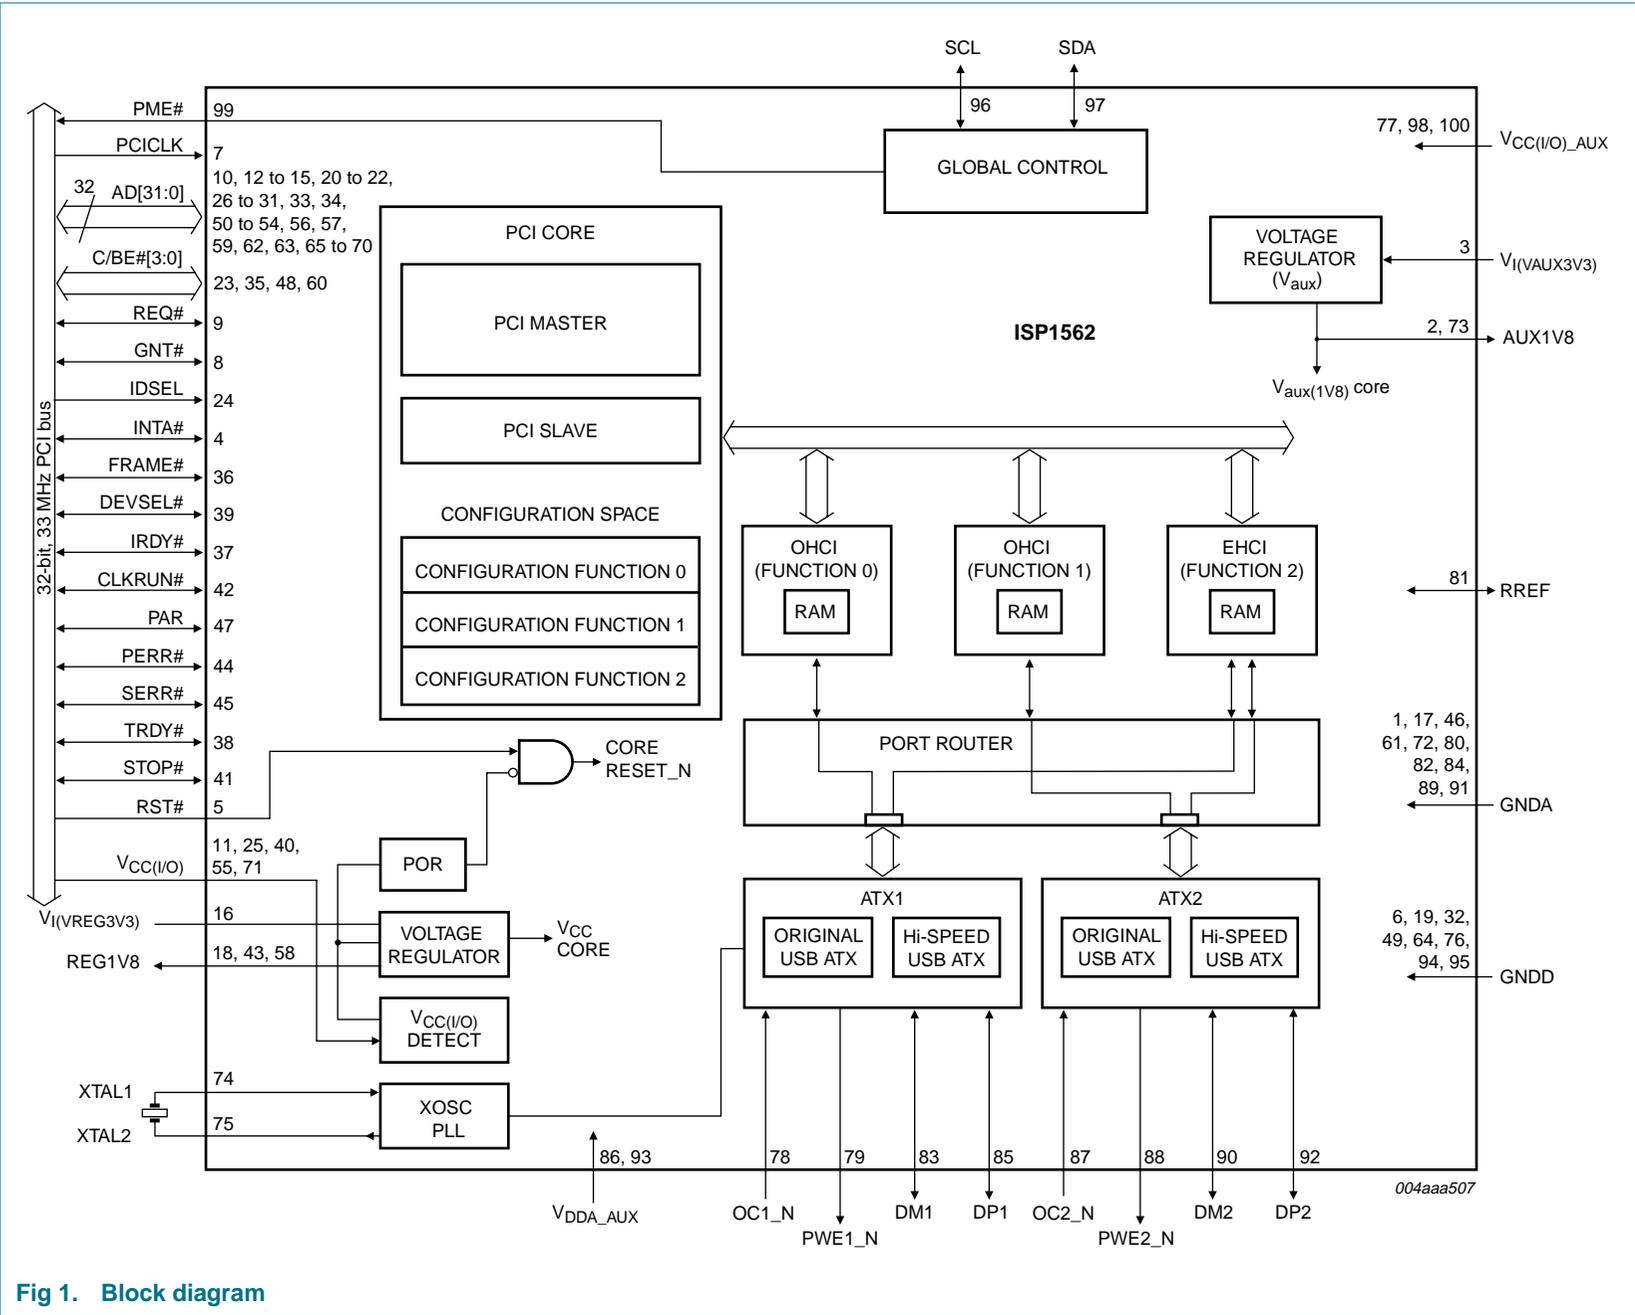 SCL
SDA
96
97
GLOBAL CONTROL
PME#
99
PCICLK
7
32
AD[31:0]
10, 12 to 15, 20 to 22,
26 to 31, 33, 34,
50 to 54, 56, 57,
59, 62, 63, 65 to 70
C/BE#[3:0]
23, 35, 48, 60
REQ#
9
GNT#
8
IDSEL
24
INTA#
4
FRAME#
36
DEVSEL#
39
IRDY#
37
CLKRUN#
42
PAR
47
PERR#
44
SERR#
45
TRDY#
38
STOP#
41
RST#
5
32-bit, 33 MHz PCI bus
VCC(I/O)
11, 25, 40,
55, 71
VI(VREG3V3)
16
REG1V8
18, 43, 58
XTAL1
74
XTAL2
75
PCI CORE
PCI MASTER
PCI SLAVE
CONFIGURATION SPACE
CONFIGURATION FUNCTION 0
CONFIGURATION FUNCTION 1
CONFIGURATION FUNCTION 2
CORE
RESET_N
POR
VOLTAGE
REGULATOR
VCC
CORE
VCC(I/O)
DETECT
XOSC
PLL
ISP1562
77, 98, 100
VCC(I/O)_AUX
VOLTAGE
REGULATOR
(Vaux)
3
VI(VAUX3V3)
2, 73
AUX1V8
Vaux(1V8) core
OHCI
(FUNCTION 0)
RAM
OHCI
(FUNCTION 1)
RAM
EHCI
(FUNCTION 2)
RAM
81
RREF
PORT ROUTER
1, 17, 46,
61, 72, 80,
82, 84,
89, 91
GNDA
ATX1
ORIGINAL
USB ATX
Hi-SPEED
USB ATX
ATX2
ORIGINAL
USB ATX
Hi-SPEED
USB ATX
6, 19, 32,
49, 64, 76,
94, 95
GNDD
86, 93
VDDA_AUX
78
OC1_N
79
PWE1_N
83
DM1
85
DP1
87
OC2_N
88
PWE2_N
90
DM2
92
DP2
004aaa507
Fig 1. Block diagram